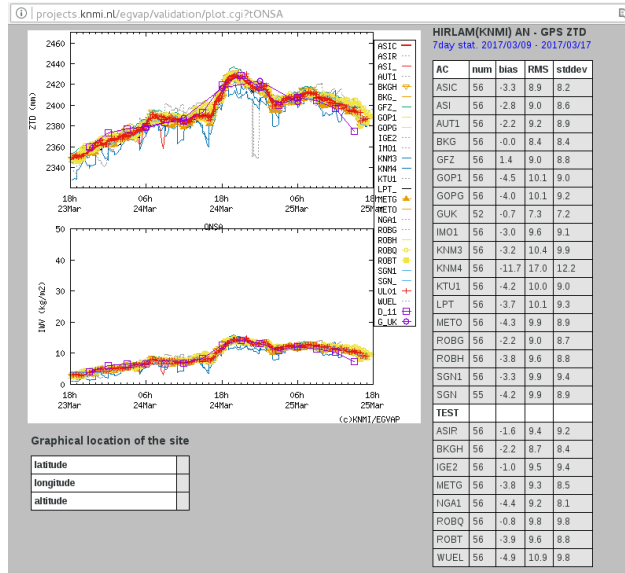 projects.knmi.nl/egvap/validation/plot.cgi?tONSA
HIRLAM(KNMI) AN - GPS ZTD
7day stat. 2017/03/09 - 2017/03/17
2460
2440
2420
2400
2380
2360
2340
ZTD (mm)
18h 06h 18h 06h 18h
23Mar 24Mar 24Mar 25Mar 25Mar
ONSA
50
40
30
20
10
0
IWV (kg/m2)
18h 06h 18h 06h 18h
23Mar 24Mar 24Mar 25Mar 25Mar
(c)KNMI/EGVAP
ASIC
ASIR
ASI_
AUT1
BKGH
BKG_
GFZ_
GOP1
GOPG
IGE2
IMO1
KNM3
KNM4
KTU1
LPT_
METG
METO
NGA1
ROBG
ROBH
ROBQ
ROBT
SGN1
SGN_
UL01
WUEL
D_11
G_UK
AC num bias RMS stddev
ASIC 56 -3.3 8.9 8.2
ASI 56 -2.8 9.0 8.6
AUT1 56 -2.2 9.2 8.9
BKG 56 -0.0 8.4 8.4
GFZ 56 1.4 9.0 8.8
GOP1 56 -4.5 10.1 9.0
GOPG 56 -4.0 10.1 9.2
GUK 52 -0.7 7.3 7.2
IMO1 56 -3.0 9.6 9.1
KNM3 56 -3.2 10.4 9.9
KNM4 56 -11.7 17.0 12.2
KTU1 56 -4.2 10.0 9.0
LPT 56 -3.7 10.1 9.3
METO 56 -4.3 9.9 8.9
ROBG 56 -2.2 9.0 8.7
ROBH 56 -3.8 9.6 8.8
SGN1 56 -3.3 9.9 9.4
SGN 55 -4.2 9.9 8.9
TEST
ASIR 56 -1.6 9.4 9.2
BKGH 56 -2.2 8.7 8.4
IGE2 56 -1.0 9.5 9.4
METG 56 -3.8 9.3 8.5
NGA1 56 -4.4 9.2 8.1
ROBQ 56 -0.8 9.8 9.8
ROBT 56 -3.9 9.6 8.8
WUEL 56 -4.9 10.9 9.8
Graphical location of the site
latitude
longitude
altitude